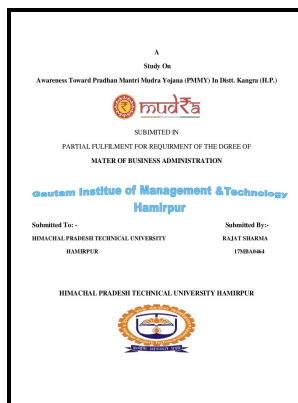 A
Study On
Awareness Toward Pradhan Mantri Mudra Yojana (PMMY) In Distt. Kangra (H.P.)
mudra
SUBIMITED IN
PARTIAL FULFILMENT FOR REQUIRMENT OF THE DGREE OF
MATER OF BUSINESS ADMINISTRATION
Gautam Institue of Management &Technology
Hamirpur
Submitted To: - Submitted By:-
HIMACHAL PRADESH TECHNICAL UNIVERSITY RAJAT SHARMA
HAMIRPUR 17MBA0464
HIMACHAL PRADESH TECHNICAL UNIVERSITY HAMIRPUR